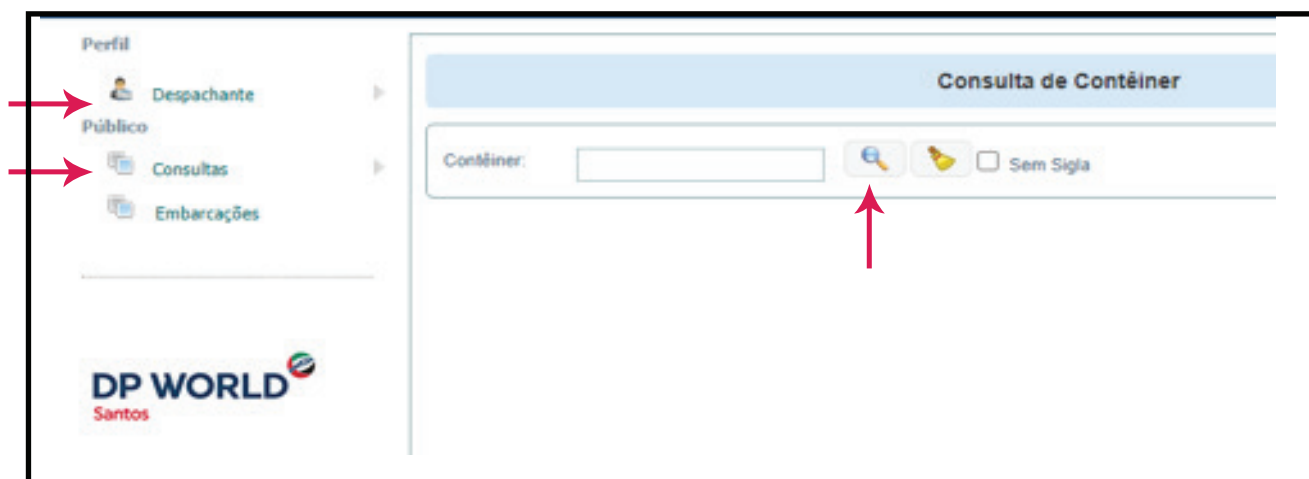 Perfil
Despachante
Público
Consultas
Embarcações
DP WORLD
Santos
Consulta de Contêiner
Contêiner:
Sem Sigla